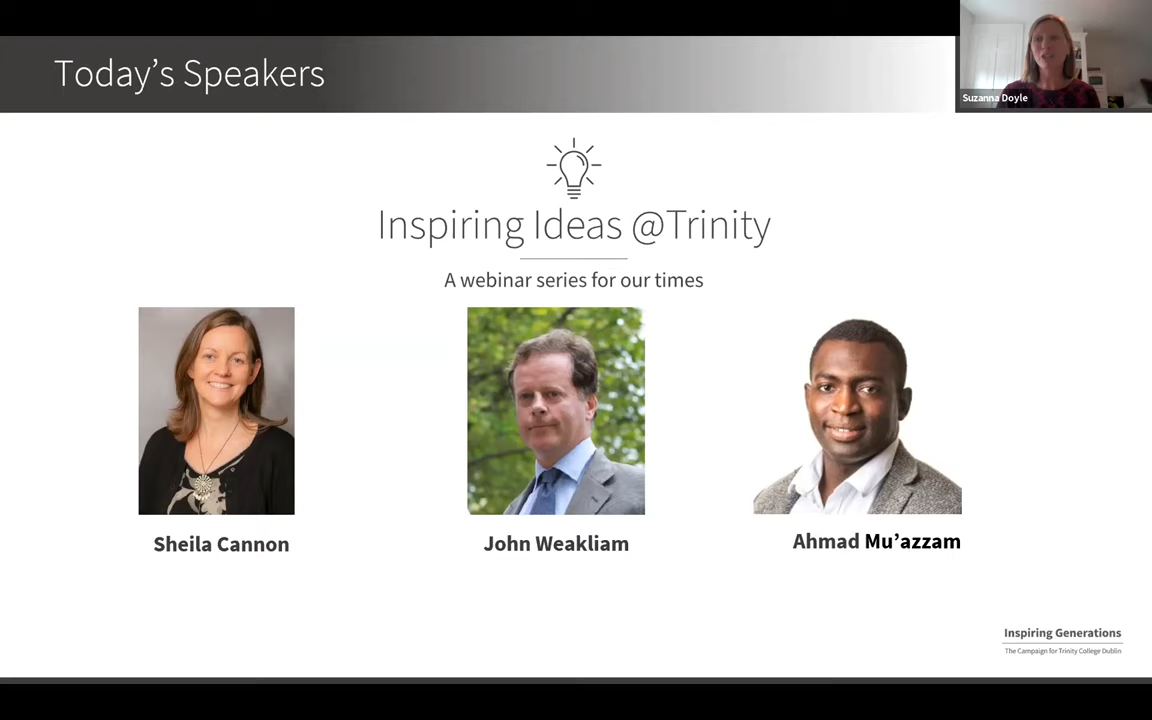 Today’s Speakers
Suzanna Doyle
Inspiring Ideas @Trinity
A webinar series for our times
Sheila Cannon
John Weakliam
Ahmad Mu’azzam
Inspiring Generations
The Campaign for Trinity College Dublin